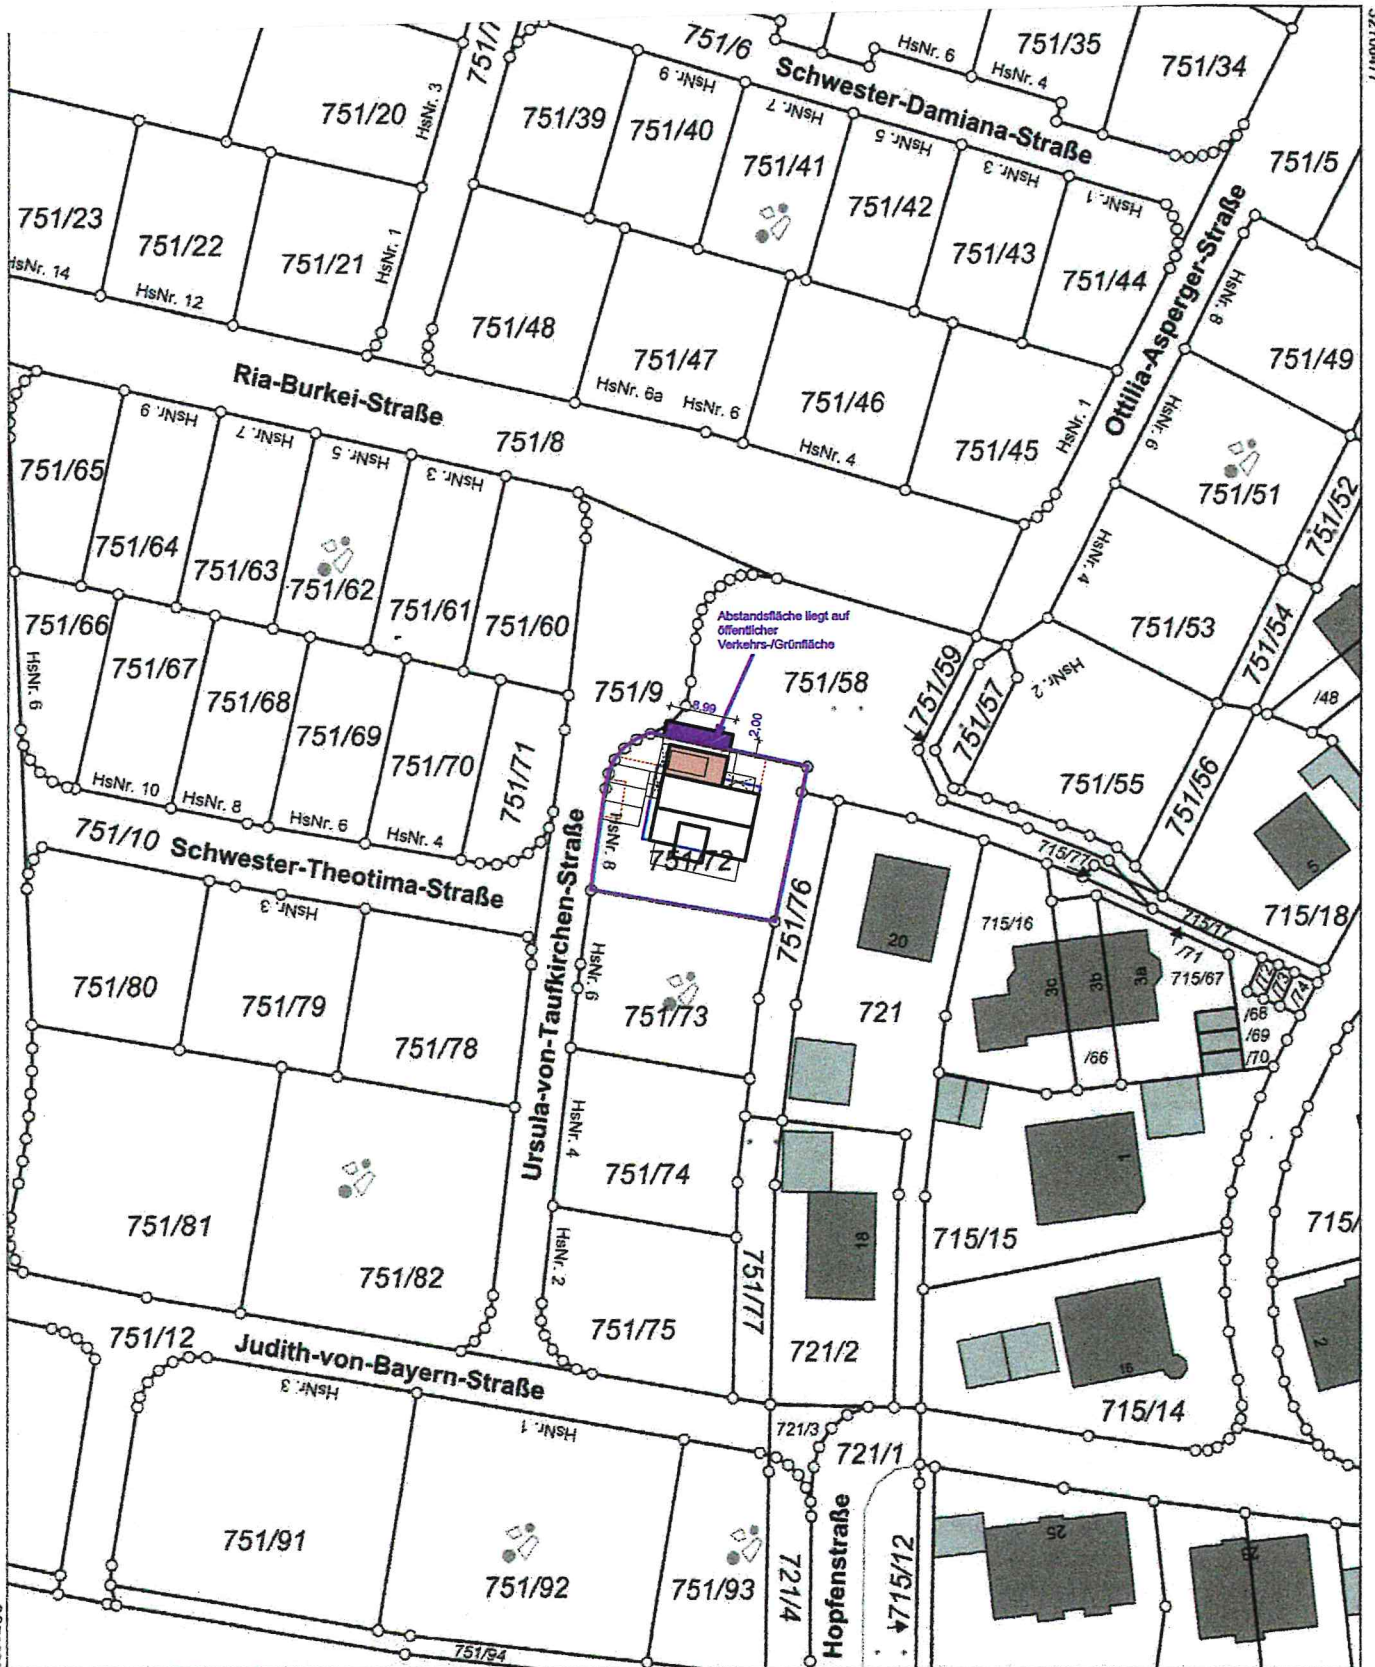 751/6
HsNr. 6
751/35
HsNr. 4
751/34
Schwester-Damiana-Straße
751/20
HsNr. 3
751/39
HsNr. 9
751/40
HsNr. 7
751/41
HsNr. 5
751/42
HsNr. 3
751/43
HsNr. 1
751/44
751/5
751/23
HsNr. 12
751/22
751/21
HsNr. 1
751/48
751/47
HsNr. 6a
HsNr. 6
751/46
HsNr. 4
751/45
HsNr. 1
Ottilia-Asperger-Straße
HsNr. 8
751/49
HsNr. 6
751/51
751/52
HsNr. 4
Ria-Burkei-Straße
751/8
HsNr. 9
HsNr. 7
HsNr. 5
HsNr. 3
751/65
751/64
751/63
751/62
751/61
751/60
751/66
HsNr. 6
751/67
751/68
751/69
751/70
751/71
HsNr. 10
HsNr. 8
HsNr. 6
HsNr. 4
Abstandsfläche liegt auf
öffentlicher
Verkehrs-/Grünfläche
751/9
751/58
8,99
2,00
751/59
751/57
HsNr. 2
751/53
751/54
/48
751/55
751/56
5
751/10
Schwester-Theotima-Straße
HsNr. 3
HsNr. 8
751/72
Ursula-von-Taufkirchen-Straße
751/76
20
715/77
715/16
715/17
/71
715/18
715/67
/72
/73
/74
3c
3b
3a
/68
/69
/70
/66
751/80
751/79
751/78
HsNr. 6
751/73
721
HsNr. 4
751/74
1
751/81
751/82
HsNr. 2
751/75
751/77
18
715/15
715/
721/2
2
751/12
Judith-von-Bayern-Straße
HsNr. 3
HsNr. 1
16
715/14
721/3
721/1
751/91
751/92
751/93
721/4
Hopfenstraße
715/12
25
751/94